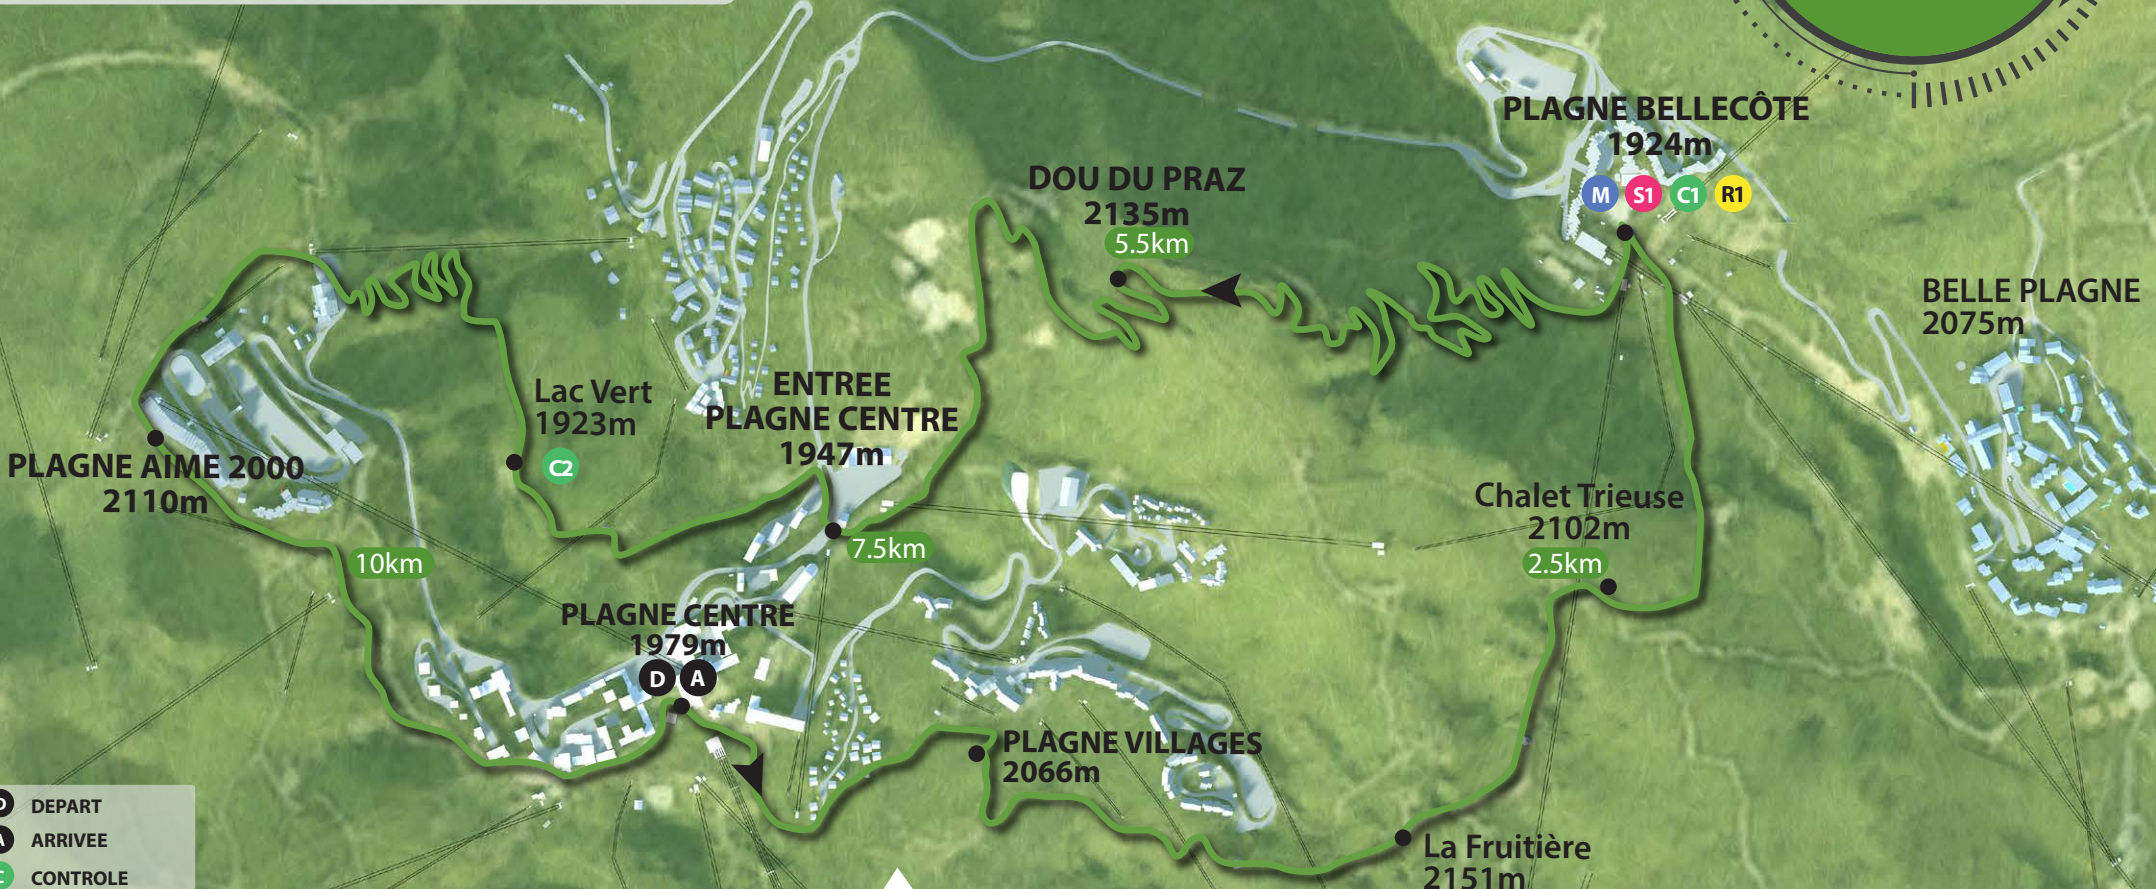 PLAGNE BELLECÔTE
1924m
M S1 C1 R1
DOU DU PRAZ
2135m
5.5km
BELLE PLAGNE
2075m
ENTREE
PLAGNE CENTRE
1947m
7.5km
Lac Vert
1923m
C2
PLAGNE AIME 2000
2110m
10km
Chalet Trieuse
2102m
2.5km
PLAGNE CENTRE
1979m
D A
PLAGNE VILLAGES
2066m
La Fruitière
2151m
D DEPART
A ARRIVEE
C CONTROLE